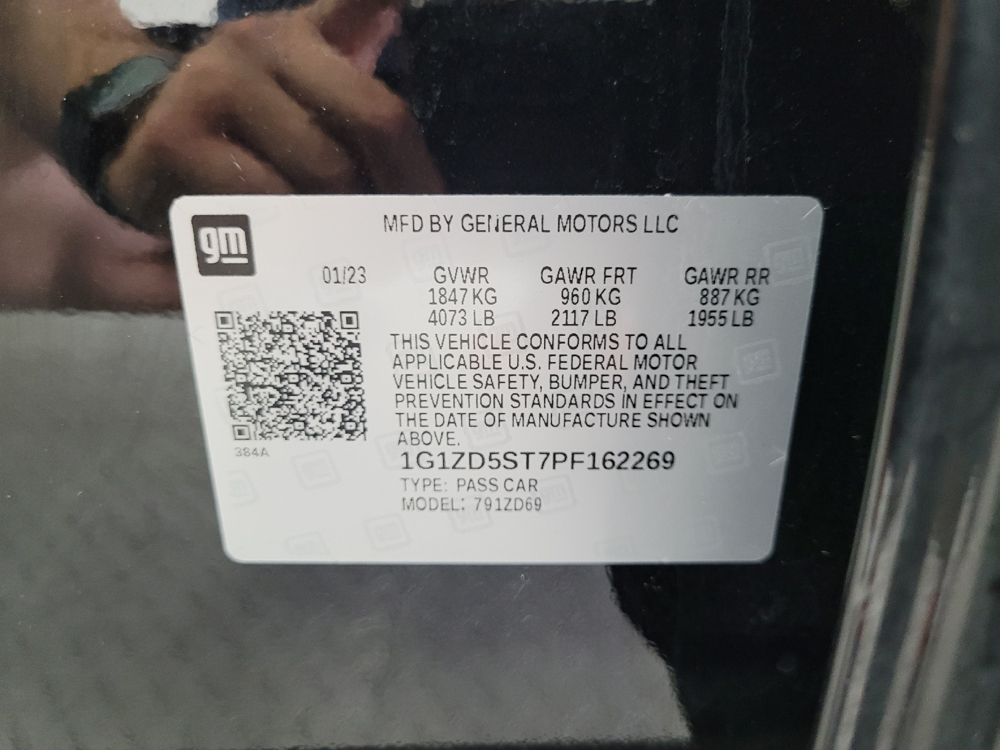 gm
MFD BY GENERAL MOTORS LLC
01/23 GVWR GAWR FRT GAWR RR
1847 KG 960 KG 887 KG
4073 LB 2117 LB 1955 LB
THIS VEHICLE CONFORMS TO ALL
APPLICABLE U.S. FEDERAL MOTOR
VEHICLE SAFETY, BUMPER, AND THEFT
PREVENTION STANDARDS IN EFFECT ON
THE DATE OF MANUFACTURE SHOWN
ABOVE.
384A
1G1ZD5ST7PF162269
TYPE: PASS CAR
MODEL: 791ZD69